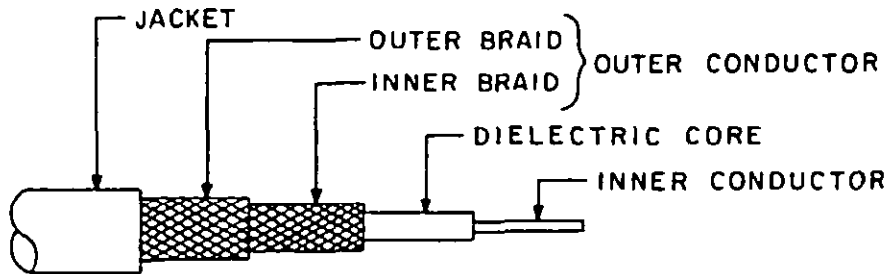 JACKET
OUTER BRAID
INNER BRAID
OUTER CONDUCTOR
DIELECTRIC CORE
INNER CONDUCTOR